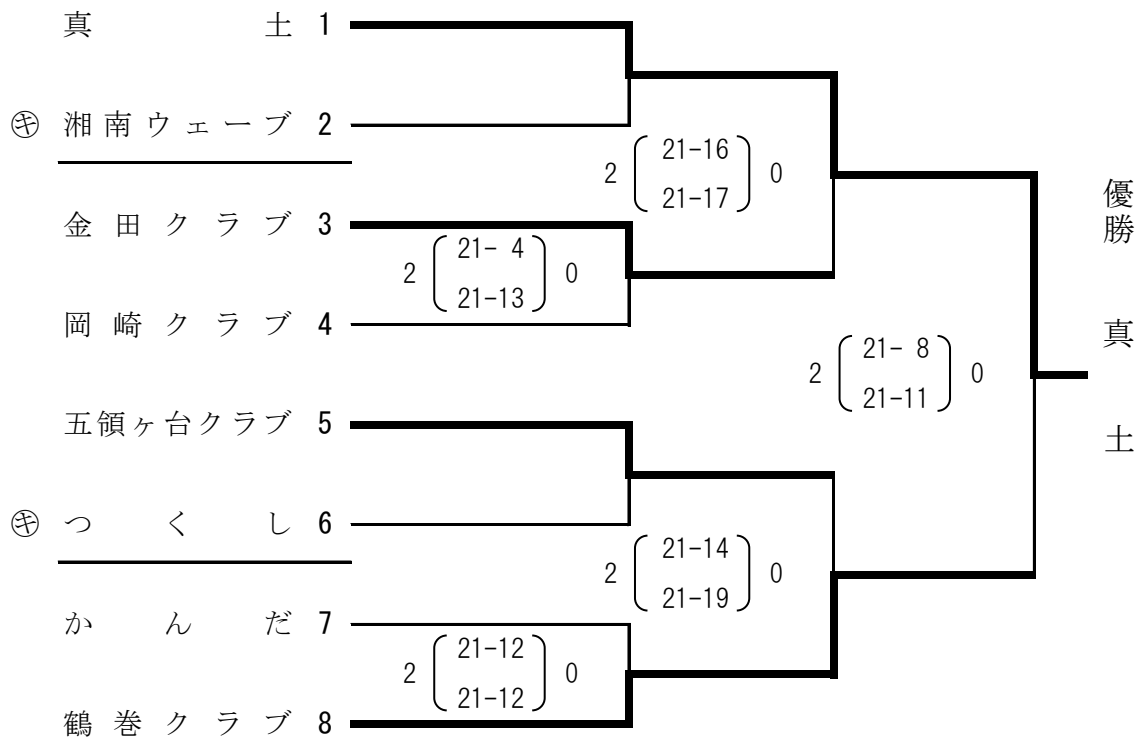 真土 1
㋖ 湘南ウェーブ 2
2 21-16 0
21-17
金田クラブ 3
2 21- 4 0
21-13
岡崎クラブ 4
2 21- 8 0
21-11
五領ヶ台クラブ 5
㋖ つくし 6
2 21-14 0
21-19
かんだ 7
2 21-12 0
21-12
鶴巻クラブ 8
優勝 真土